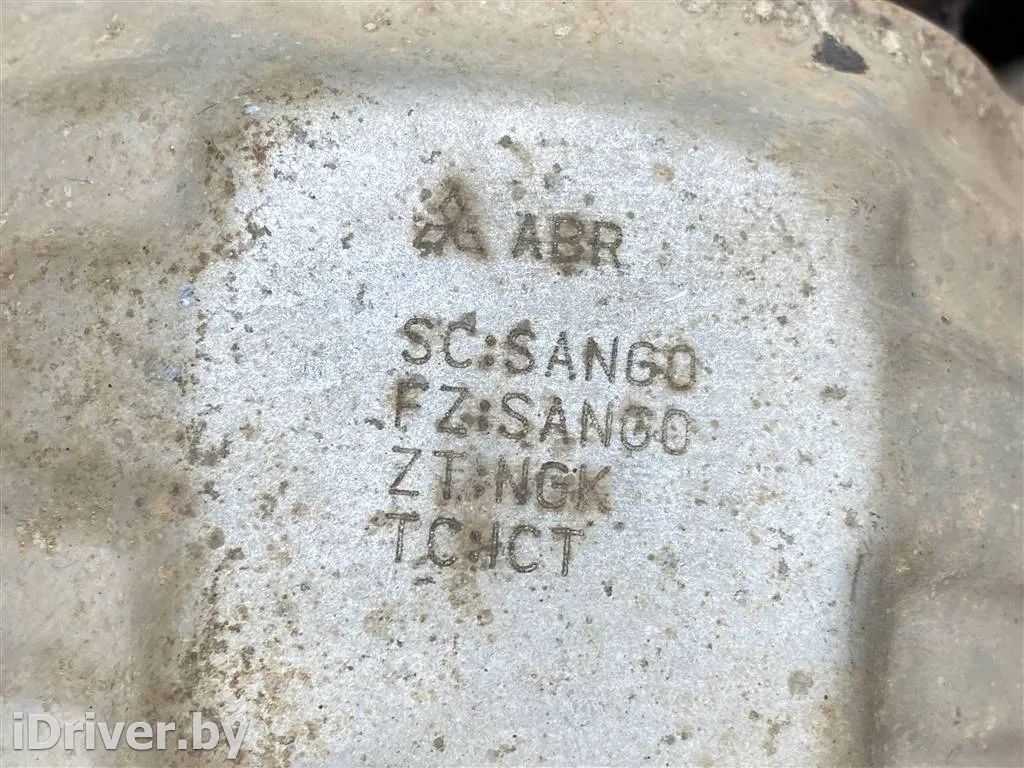 ABR
SC:SANGO
FZ:SANGO
ZT:NGK
TC:ICT
iDriver.by